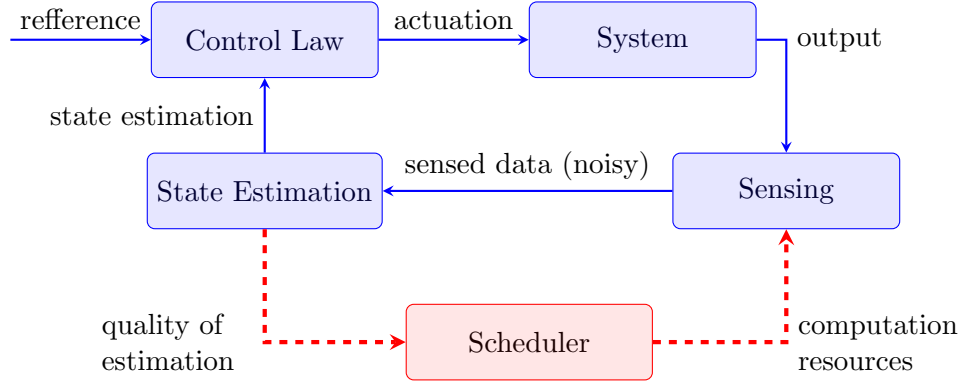 refference
Control Law
actuation
System
output
state estimation
State Estimation
sensed data (noisy)
Sensing
quality of
estimation
Scheduler
computation
resources